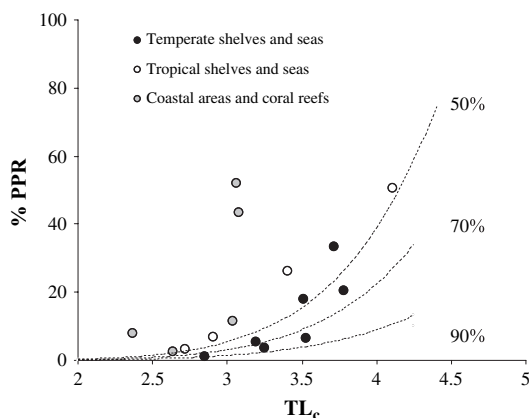 100
80
60
40
20
0
% PPR
Temperate shelves and seas
Tropical shelves and seas
Coastal areas and coral reefs
50%
70%
90%
2 2.5 3 3.5 4 4.5 5
TLc